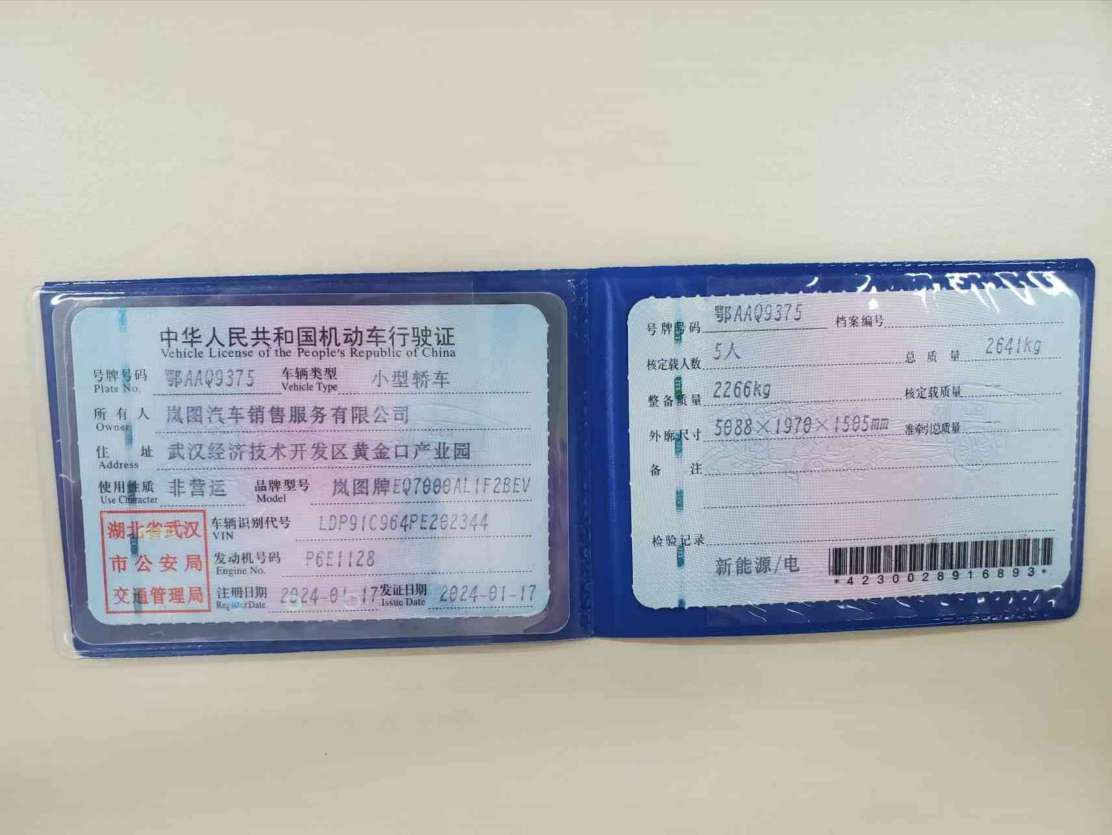 中华人民共和国机动车行驶证
Vehicle License of the People's Republic of China
号牌号码 鄂AAQ9375 车辆类型 小型轿车
Plate No. Vehicle Type
所有人 岚图汽车销售服务有限公司
Owner
住址 武汉经济技术开发区黄金口产业园
Address
使用性质 非营运 品牌型号 岚图牌EQ7000AL1F2BEV
Use Character Model
湖北省武汉
市公安局
交通管理局
车辆识别代号 LDP91C964PE202344
VIN
发动机号码 P6E1128
Engine No.
注册日期 2024-01-17 发证日期 2024-01-17
Register Date Issue Date
号牌号码 鄂AAQ9375 档案编号
核定载人数 5人 总质量 2641kg
整备质量 2266kg 核定载质量 --
外廓尺寸 5088×1970×1505mm 准牵引总质量 --
备注
检验记录
新能源/电
*4230028916893*